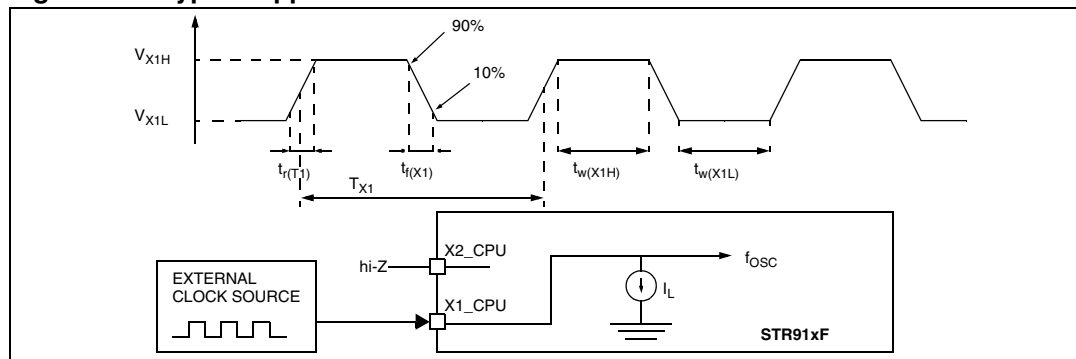 90%
V_X1H
10%
V_X1L
t_r(T1)
t_f(X1)
t_w(X1H)
t_w(X1L)
T_X1
X2_CPU
hi-Z
f_OSC
EXTERNAL
CLOCK SOURCE
I_L
X1_CPU
STR91xF